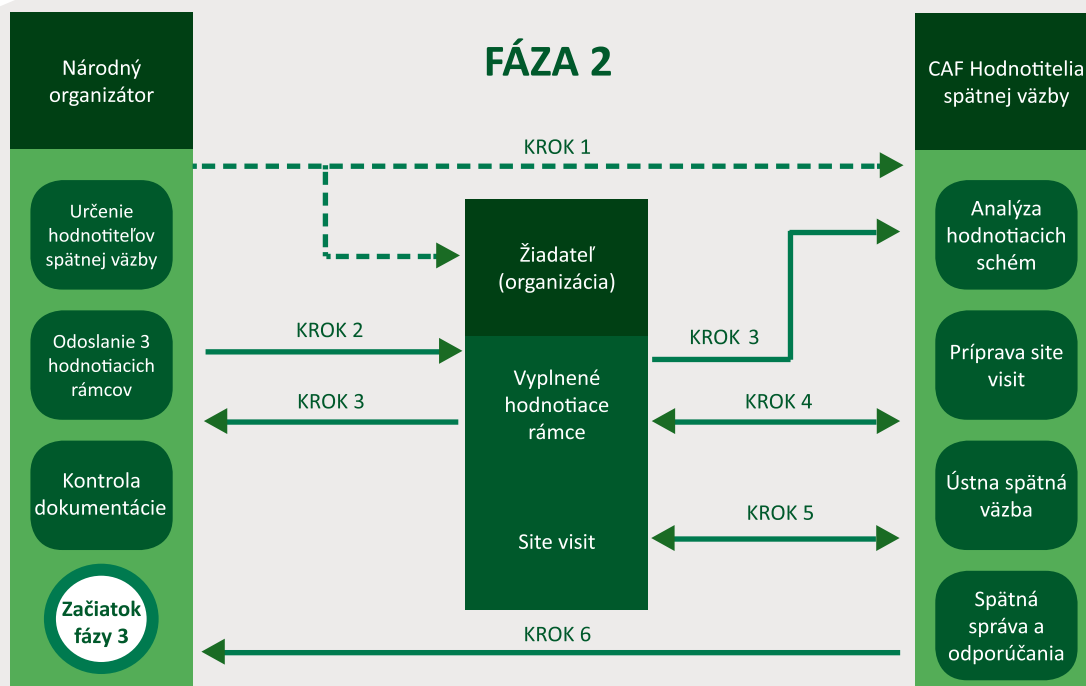 FÁZA 2
Národný
organizátor
Určenie
hodnotiteľov
spätnej väzby
Odoslanie 3
hodnotiacich
rámcov
Kontrola
dokumentácie
Začiatok
fázy 3
KROK 1
KROK 2
KROK 3
Žiadateľ
(organizácia)
Vyplnené
hodnotiace
rámce
Site visit
KROK 3
KROK 4
KROK 5
KROK 6
CAF Hodnotitelia
spätnej väzby
Analýza
hodnotiacich
schém
Príprava site
visit
Ústna spätná
väzba
Spätná
správa a
odporúčania